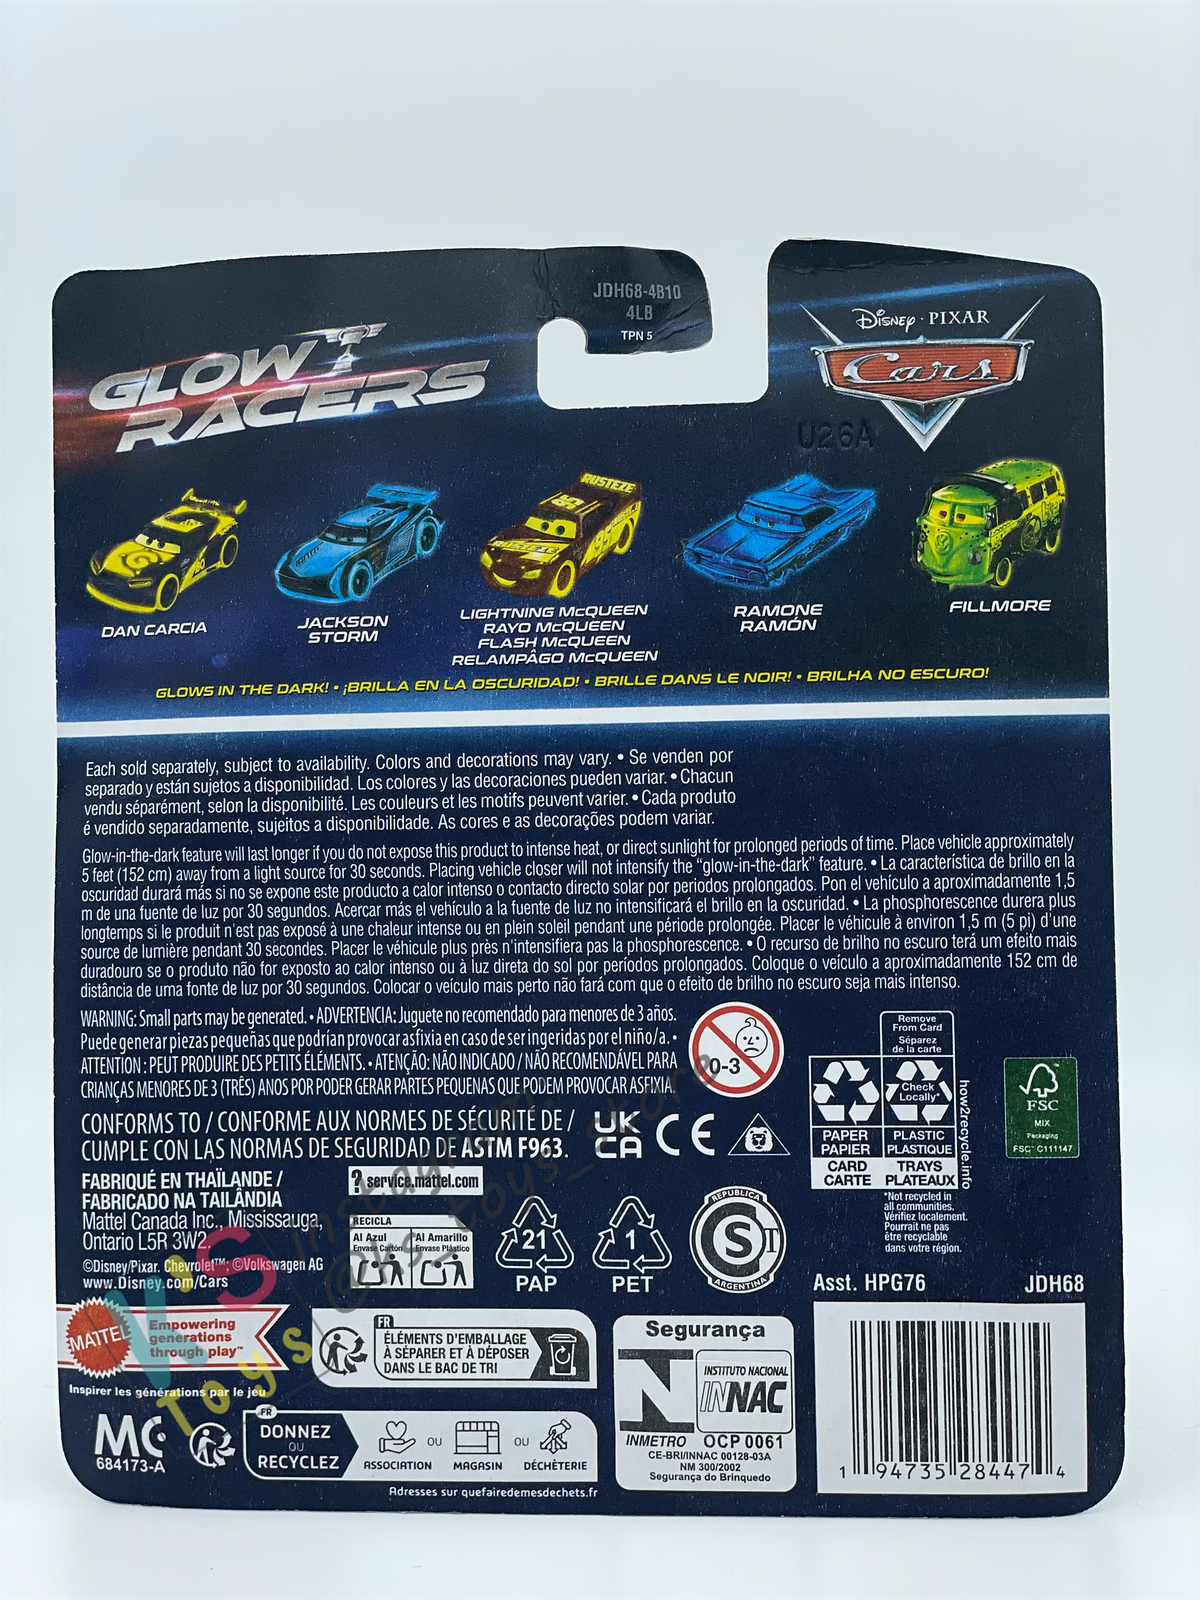 JDH68-4B10
4LB
TPN 5
GLOW
RACERS
Disney · PIXAR
Cars
U26A
RUSTEZE
DAN CARCIA
JACKSON
STORM
LIGHTNING McQUEEN
RAYO McQUEEN
FLASH McQUEEN
RELAMPÂGO McQUEEN
RAMONE
RAMÓN
FILLMORE
GLOWS IN THE DARK! • ¡BRILLA EN LA OSCURIDAD! • BRILLE DANS LE NOIR! • BRILHA NO ESCURO!
Each sold separately, subject to availability. Colors and decorations may vary. • Se venden por
separado y están sujetos a disponibilidad. Los colores y las decoraciones pueden variar. • Chacun
vendu séparément, selon la disponibilité. Les couleurs et les motifs peuvent varier. • Cada produto
é vendido separadamente, sujeitos a disponibilidade. As cores e as decorações podem variar.
Glow-in-the-dark feature will last longer if you do not expose this product to intense heat, or direct sunlight for prolonged periods of time. Place vehicle approximately
5 feet (152 cm) away from a light source for 30 seconds. Placing vehicle closer will not intensify the "glow-in-the-dark" feature. • La característica de brillo en la
oscuridad durará más si no se expone este producto a calor intenso o contacto directo solar por periodos prolongados. Pon el vehículo a aproximadamente 1,5
m de una fuente de luz por 30 segundos. Acercar más el vehículo a la fuente de luz no intensificará el brillo en la oscuridad. • La phosphorescence durera plus
longtemps si le produit n'est pas exposé à une chaleur intense ou en plein soleil pendant une période prolongée. Placer le véhicule à environ 1,5 m (5 pi) d'une
source de lumière pendant 30 secondes. Placer le véhicule plus près n'intensifiera pas la phosphorescence. • O recurso de brilho no escuro terá um efeito mais
duradouro se o produto não for exposto ao calor intenso ou à luz direta do sol por períodos prolongados. Coloque o veículo a aproximadamente 152 cm de
distância de uma fonte de luz por 30 segundos. Colocar o veículo mais perto não fará com que o efeito de brilho no escuro seja mais intenso.
WARNING: Small parts may be generated. • ADVERTENCIA: Juguete no recomendado para menores de 3 años.
Puede generar piezas pequeñas que podrían provocar asfixia en caso de ser ingeridas por el niño/a. •
ATTENTION : PEUT PRODUIRE DES PETITS ÉLÉMENTS. • ATENÇÃO: NÃO INDICADO / NÃO RECOMENDÁVEL PARA
CRIANÇAS MENORES DE 3 (TRÊS) ANOS POR PODER GERAR PARTES PEQUENAS QUE PODEM PROVOCAR ASFIXIA.
0-3
CONFORMS TO / CONFORME AUX NORMES DE SÉCURITÉ DE /
CUMPLE CON LAS NORMAS DE SEGURIDAD DE ASTM F963.
UK
CA
CE
Remove
From Card
Séparez
de la carte
Check
Locally*
PAPER
PAPIER
CARD
CARTE
PLASTIC
PLASTIQUE
TRAYS
PLATEAUX
how2recycle.info
*Not recycled in
all communities.
Vérifiez localement.
Pourrait ne pas
être recyclable
dans votre région.
FSC
MIX
Packaging
FSC™ C111147
FABRIQUÉ EN THAÏLANDE /
FABRICADO NA TAILÂNDIA
Mattel Canada Inc., Mississauga,
Ontario L5R 3W2.
©Disney/Pixar. Chevrolet™; ©Volkswagen AG
www.Disney.com/Cars
? service.mattel.com
RECICLA
Al Azul
Envase Cartón
Al Amarillo
Envase Plástico
21
PAP
1
PET
REPUBLICA
ST
ARGENTINA
Asst. HPG76
JDH68
MATTEL
Empowering
generations
through play™
Inspirer les générations par le jeu
FR
ÉLÉMENTS D'EMBALLAGE
À SÉPARER ET À DÉPOSER
DANS LE BAC DE TRI
MC
684173-A
FR
DONNEZ
OU
RECYCLEZ
ASSOCIATION
OU
MAGASIN
OU
DÉCHÈTERIE
Adresses sur quefairedemesdechets.fr
Segurança
INMETRO
INSTITUTO NACIONAL
INNAC
OCP 0061
CE-BRI/INNAC 00128-03A
NM 300/2002
Segurança do Brinquedo
1 94735 28447 4
K'S
Toys
instagram:
@ks_toys_store